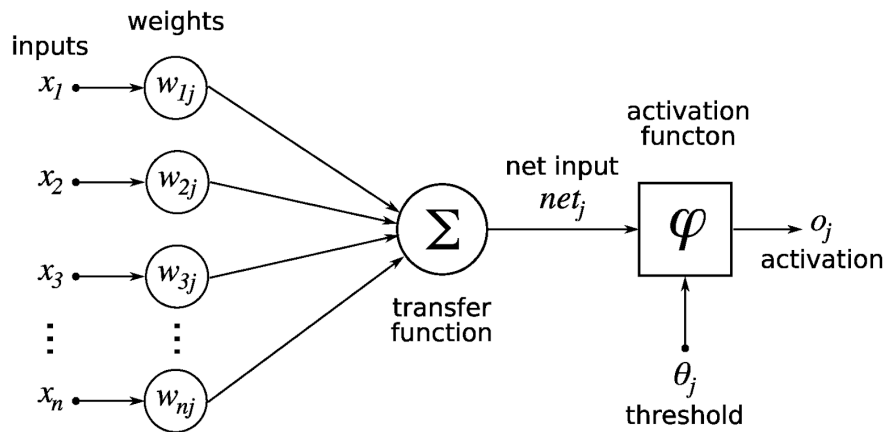 inputs
weights
x1
w1j
x2
w2j
x3
w3j
⋮
⋮
xn
wnj
Σ
transfer
function
net input
netj
activation
functon
φ
oj
activation
θj
threshold